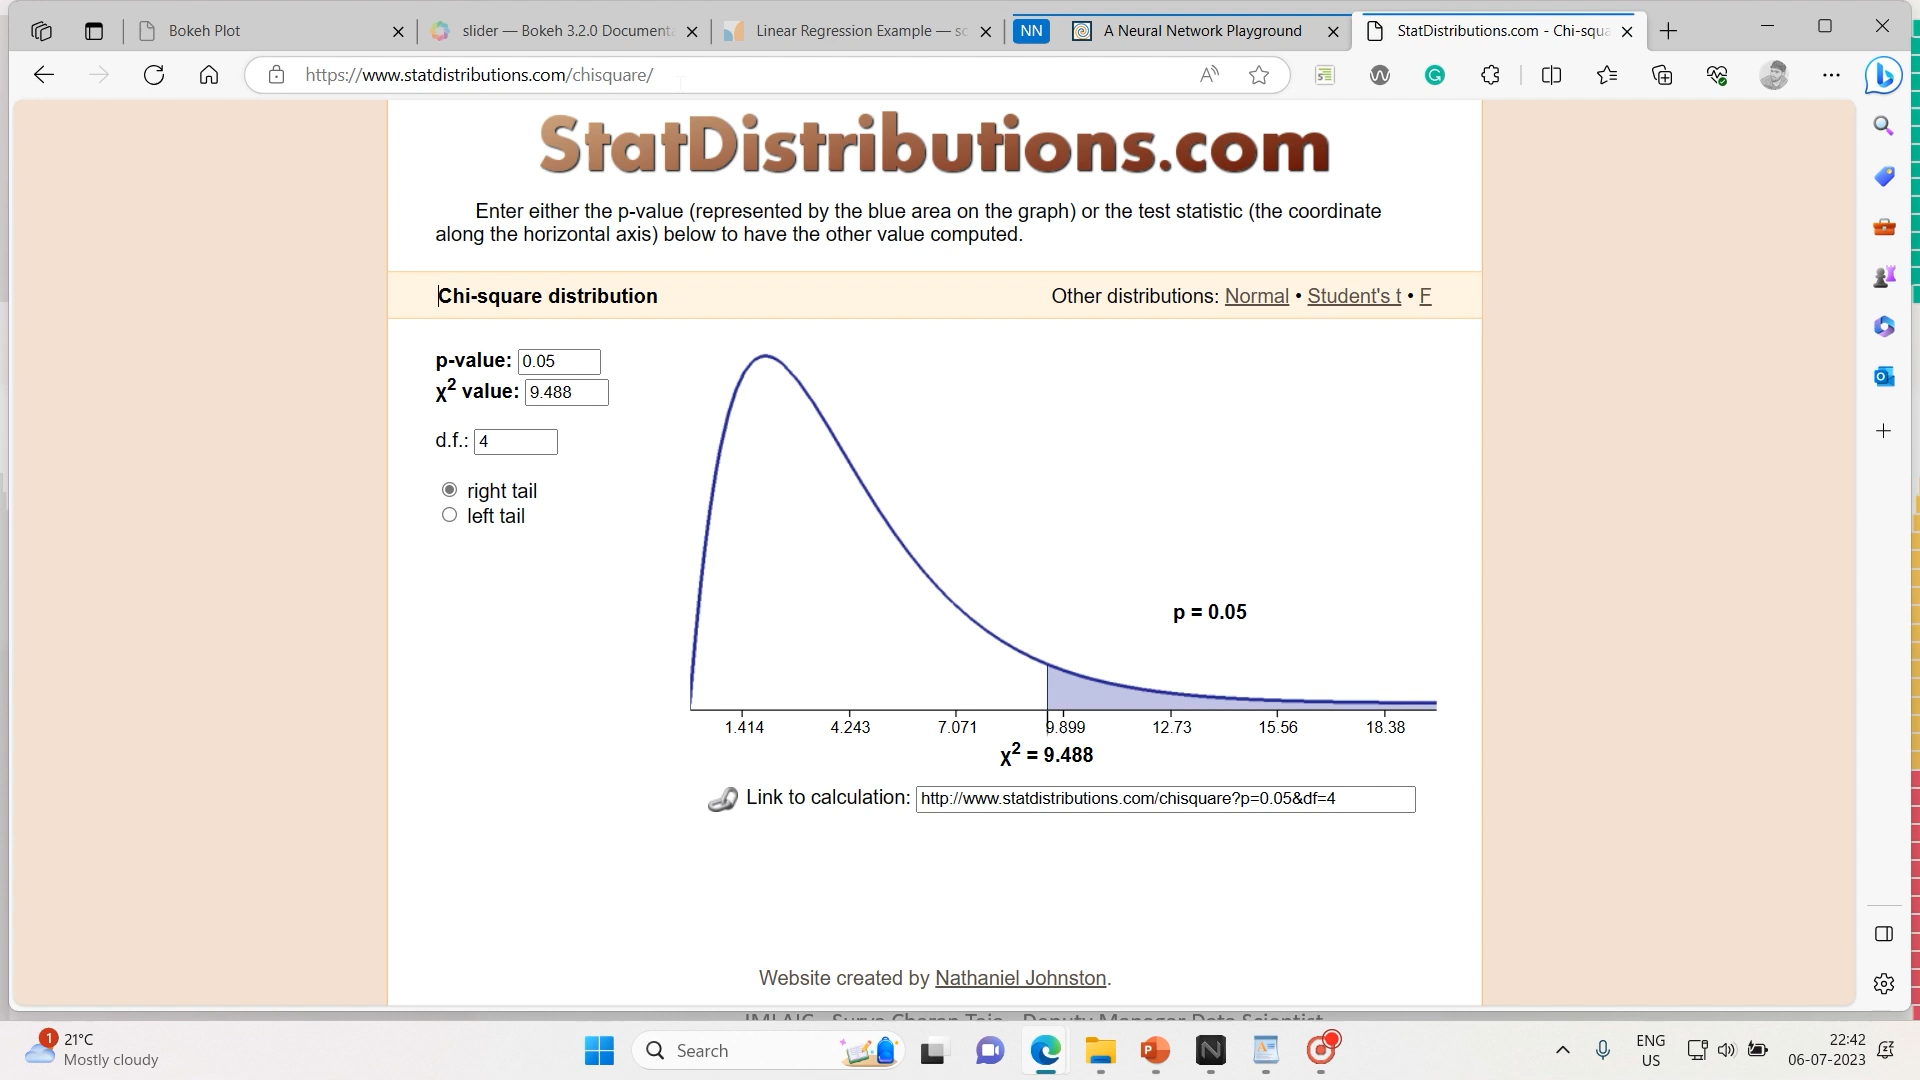 Bokeh Plot
slider — Bokeh 3.2.0 Documenta
Linear Regression Example — sc
NN
A Neural Network Playground
StatDistributions.com - Chi-squa
https://www.statdistributions.com/chisquare/
StatDistributions.com
Enter either the p-value (represented by the blue area on the graph) or the test statistic (the coordinate
along the horizontal axis) below to have the other value computed.
Chi-square distribution
Other distributions: Normal • Student's t • F
p-value: 0.05
χ² value: 9.488
d.f.: 4
right tail
left tail
p = 0.05
1.414 4.243 7.071 9.899 12.73 15.56 18.38
χ² = 9.488
Link to calculation: http://www.statdistributions.com/chisquare?p=0.05&df=4
Website created by Nathaniel Johnston.
1
21°C
Mostly cloudy
Search
ENG
US
22:42
06-07-2023